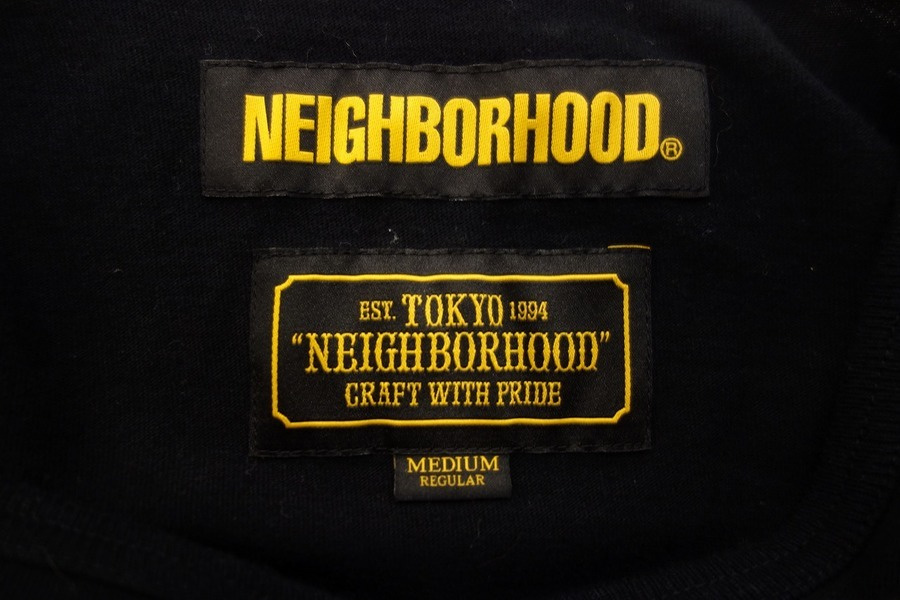 NEIGHBORHOOD®
EST. TOKYO 1994
“NEIGHBORHOOD”
CRAFT WITH PRIDE
MEDIUM
REGULAR